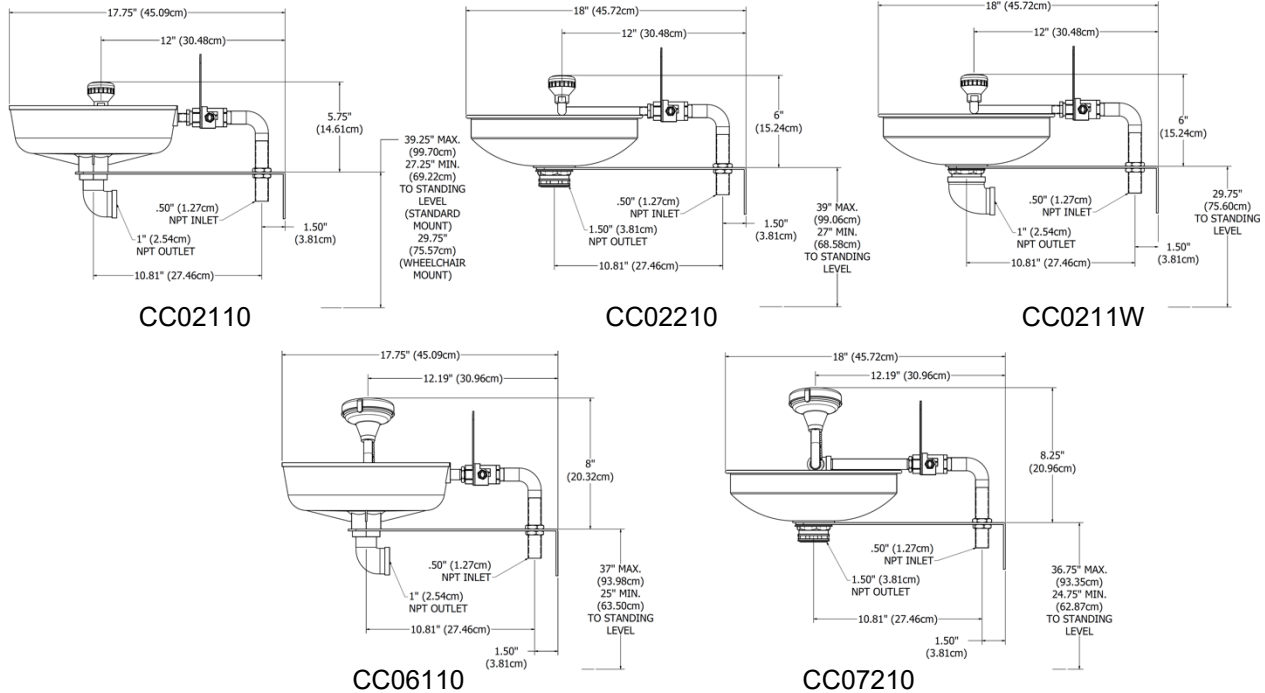 17.75" (45.09cm)
12" (30.48cm)
5.75"
(14.61cm)
39.25" MAX.
(99.70cm)
27.25" MIN.
(69.22cm)
TO STANDING
LEVEL
(STANDARD
MOUNT)
29.75"
(75.57cm)
(WHEELCHAIR
MOUNT)
.50" (1.27cm)
NPT INLET
1" (2.54cm)
NPT OUTLET
1.50"
(3.81cm)
10.81" (27.46cm)
CC02110
18" (45.72cm)
12" (30.48cm)
6"
(15.24cm)
.50" (1.27cm)
NPT INLET
1.50" (3.81cm)
NPT OUTLET
1.50"
(3.81cm)
39" MAX.
(99.06cm)
27" MIN.
(68.58cm)
TO STANDING
LEVEL
10.81" (27.46cm)
CC02210
18" (45.72cm)
12" (30.48cm)
6"
(15.24cm)
.50" (1.27cm)
NPT INLET
1" (2.54cm)
NPT OUTLET
29.75"
(75.60cm)
TO STANDING
LEVEL
1.50"
(3.81cm)
10.81" (27.46cm)
CC0211W
17.75" (45.09cm)
12.19" (30.96cm)
8"
(20.32cm)
.50" (1.27cm)
NPT INLET
1" (2.54cm)
NPT OUTLET
37" MAX.
(93.98cm)
25" MIN.
(63.50cm)
TO STANDING
LEVEL
10.81" (27.46cm)
1.50"
(3.81cm)
CC06110
18" (45.72cm)
12.19" (30.96cm)
8.25"
(20.96cm)
.50" (1.27cm)
NPT INLET
1.50" (3.81cm)
NPT OUTLET
36.75" MAX.
(93.35cm)
24.75" MIN.
(62.87cm)
TO STANDING
LEVEL
10.81" (27.46cm)
1.50"
(3.81cm)
CC07210